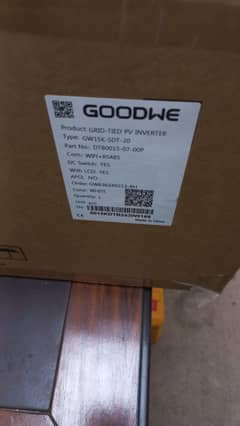 GOODWE
Product: GRID-TIED PV INVERTER
Type: GW15K-SDT-20
Part No.: DTB0015-07-00P
Com: WIFI+RS485
DC Switch: YES
With LCD: YES
AFCI: NO
Color: WHITE
Quantity: 1
Made in China